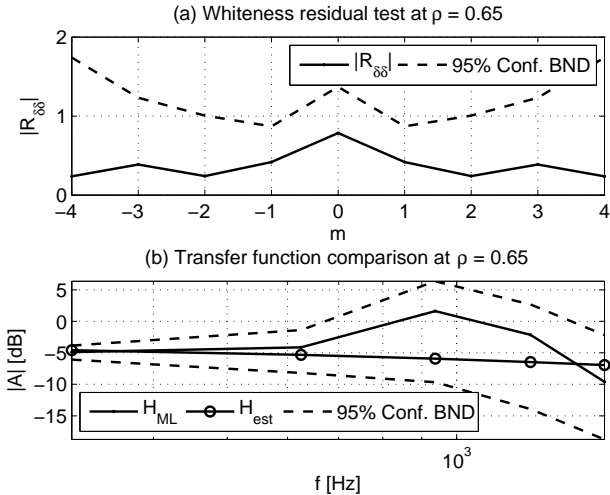 (a) Whiteness residual test at ρ = 0.65
|R_δδ|
2
1
0
|R_δδ| 95% Conf. BND
−4 −3 −2 −1 0 1 2 3 4
m
(b) Transfer function comparison at ρ = 0.65
|A| [dB]
5
0
−5
−10
−15
H_ML H_est 95% Conf. BND
10^3
f [Hz]